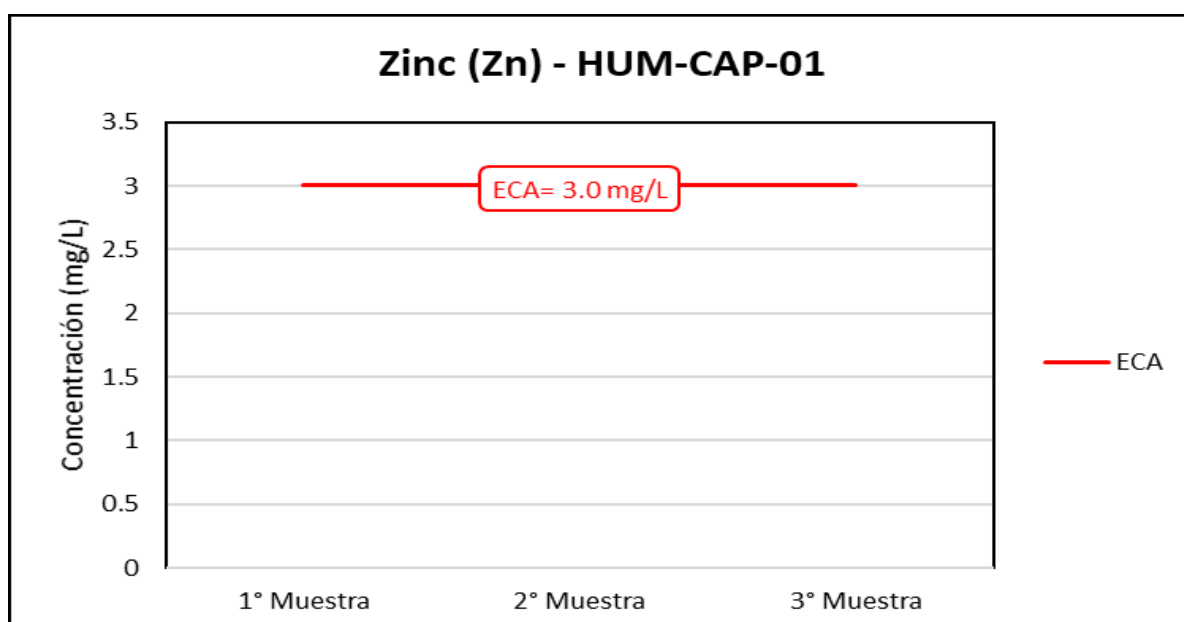 Zinc (Zn) - HUM-CAP-01
Concentración (mg/L)
3.5
3
2.5
2
1.5
1
0.5
0
ECA= 3.0 mg/L
1° Muestra
2° Muestra
3° Muestra
ECA